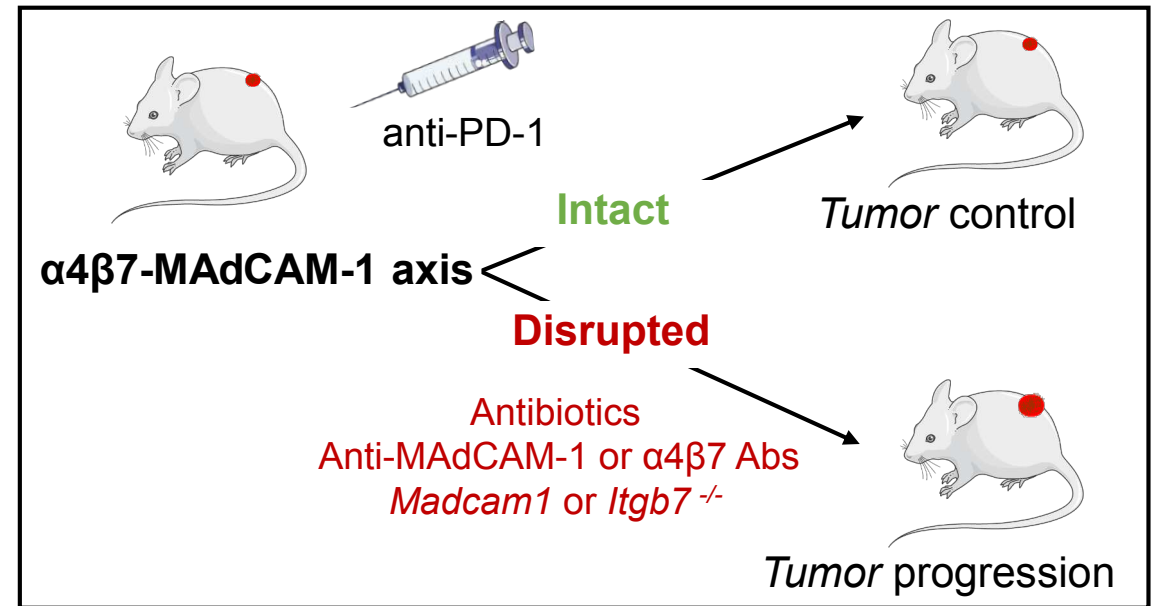 anti-PD-1
Intact
Tumor control
α4β7-MAdCAM-1 axis
Disrupted
Antibiotics
Anti-MAdCAM-1 or α4β7 Abs
Madcam1 or Itgb7 -/-
Tumor progression